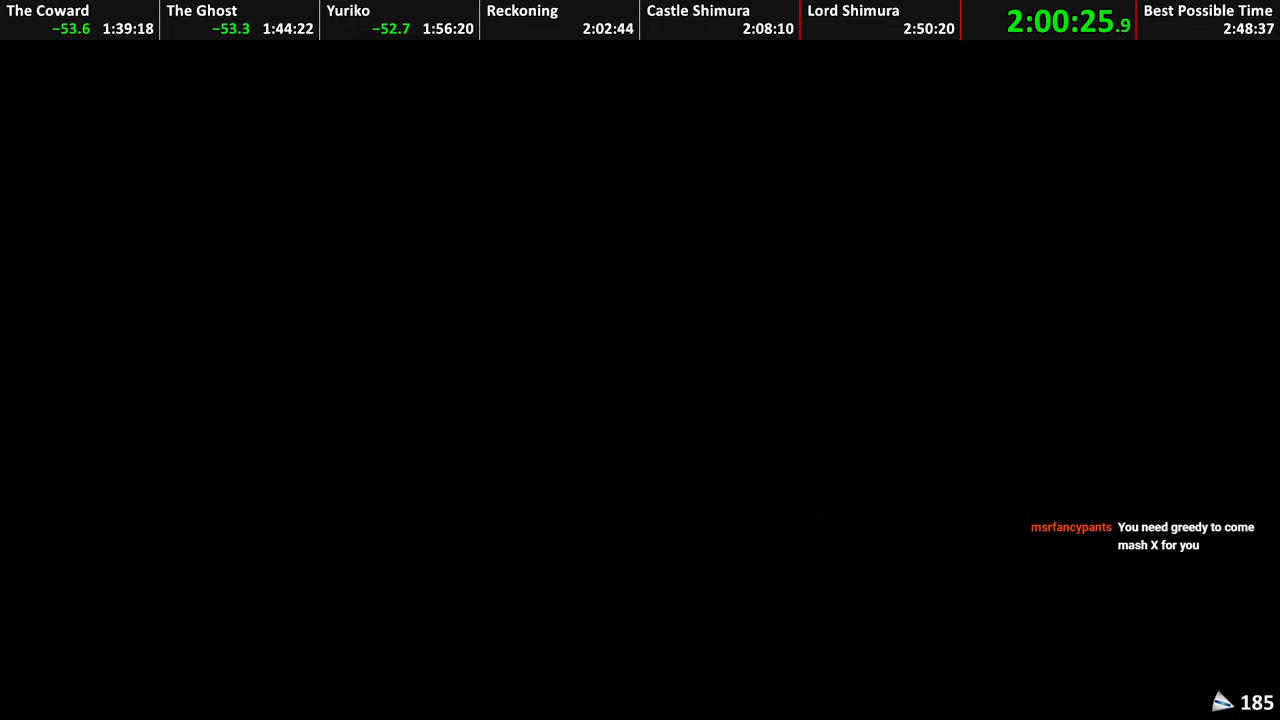 The Coward
−53.6 1:39:18
The Ghost
−53.3 1:44:22
Yuriko
−52.7 1:56:20
Reckoning
2:02:44
Castle Shimura
2:08:10
Lord Shimura
2:50:20
2:00:25.9
Best Possible Time
2:48:37
msrfancypants You need greedy to come
mash X for you
185